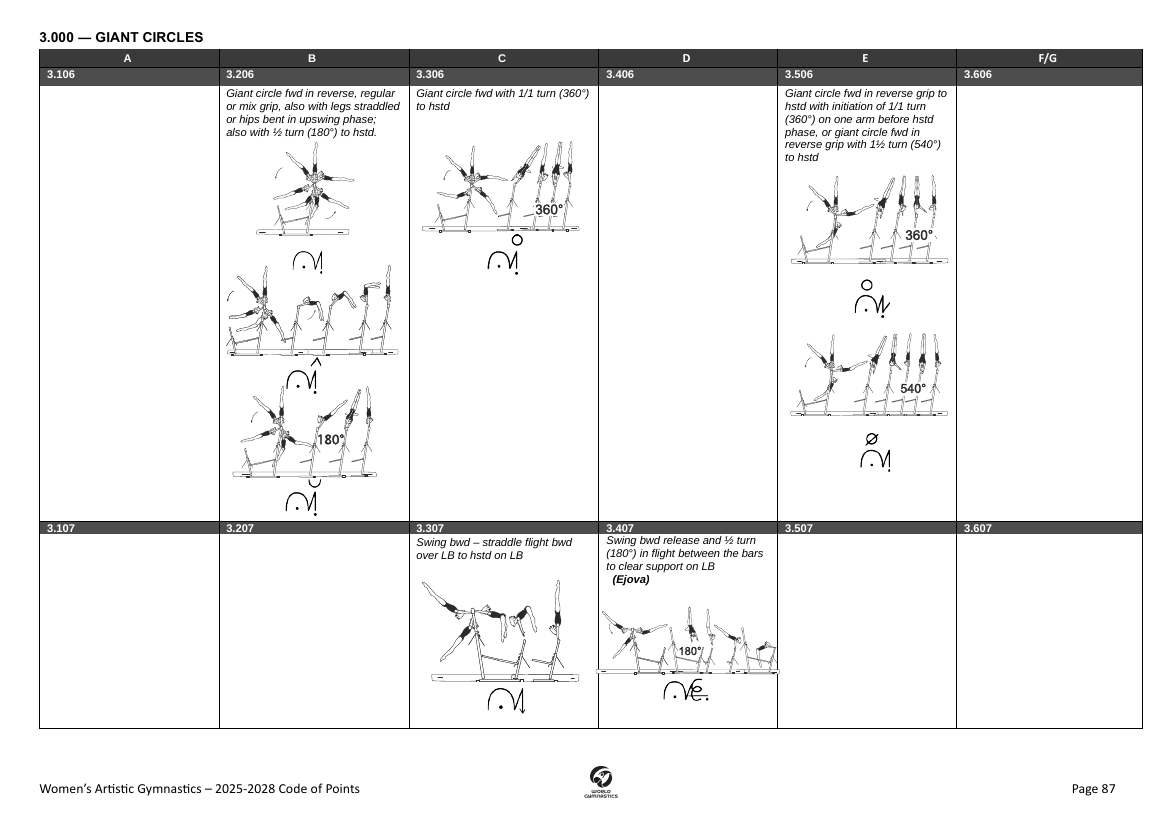 3.000 — GIANT CIRCLES
A B C D E F/G
3.106 3.206 3.306 3.406 3.506 3.606
Giant circle fwd in reverse, regular
or mix grip, also with legs straddled
or hips bent in upswing phase;
also with ½ turn (180°) to hstd.
180°
Giant circle fwd with 1/1 turn (360°)
to hstd
360°
Giant circle fwd in reverse grip to
hstd with initiation of 1/1 turn
(360°) on one arm before hstd
phase, or giant circle fwd in
reverse grip with 1½ turn (540°)
to hstd
360°
540°
3.107 3.207 3.307 3.407 3.507 3.607
Swing bwd – straddle flight bwd
over LB to hstd on LB
Swing bwd release and ½ turn
(180°) in flight between the bars
to clear support on LB
(Ejova)
180°
Women's Artistic Gymnastics – 2025-2028 Code of Points
WORLD
GYMNASTICS
Page 87